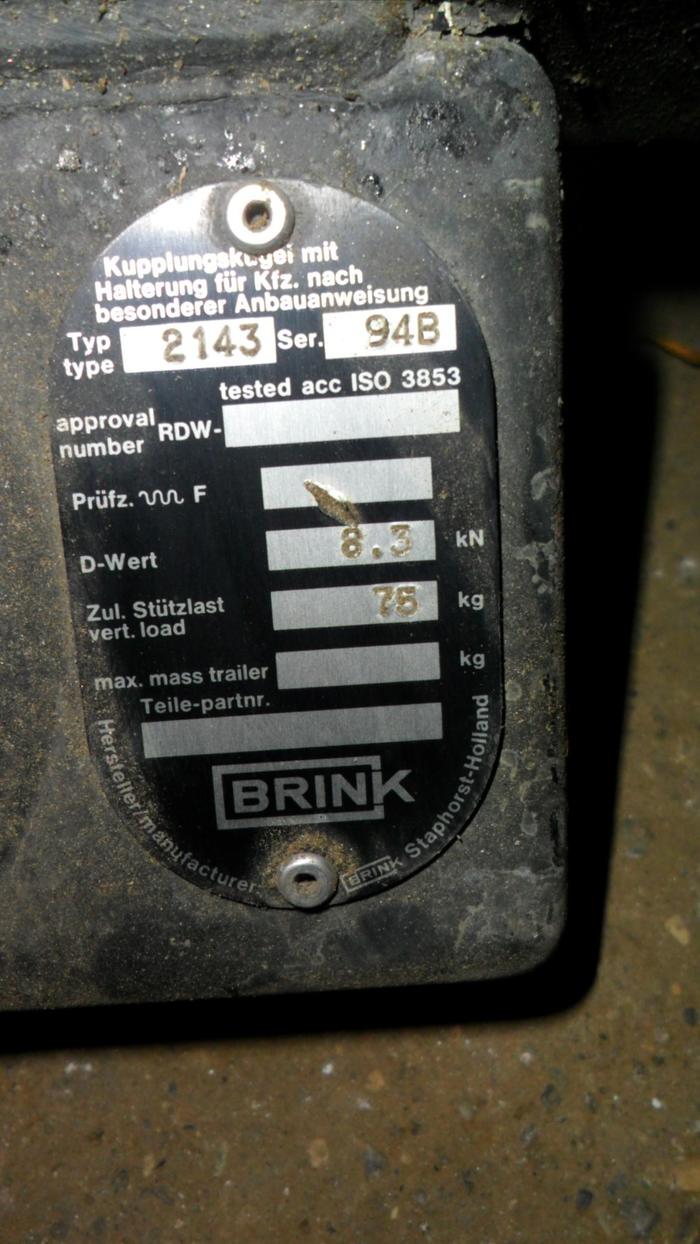 Kupplungskugel mit
Halterung für Kfz. nach
besonderer Anbauanweisung
Typ 2143 Ser. 94B
type
tested acc ISO 3853
approval
number RDW-
Prüfz. F
D-Wert 8.3 kN
Zul. Stützlast 75 kg
vert. load
max. mass trailer kg
Teile-partnr.
BRINK
Hersteller/manufacturer
BRINK Staphorst-Holland